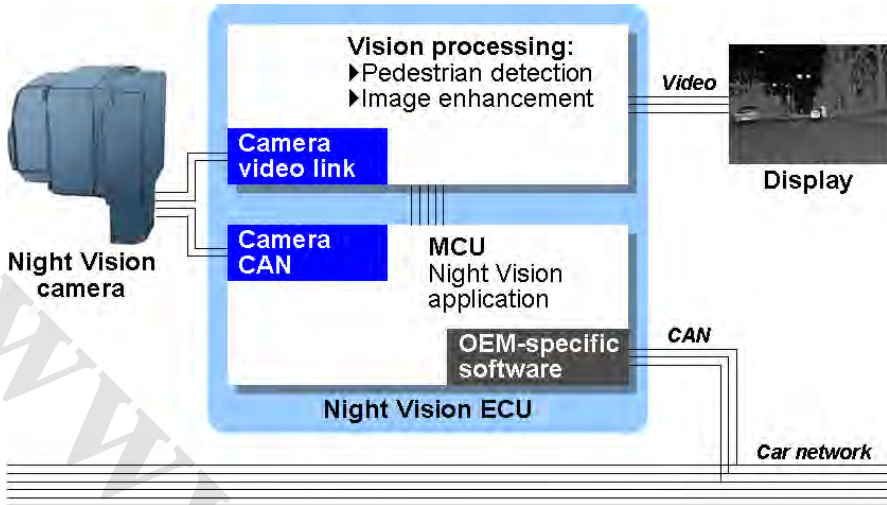 Vision processing:
Pedestrian detection
Image enhancement
Video
Camera
video link
Display
Camera
CAN
MCU
Night Vision
application
Night Vision
camera
OEM-specific
software
CAN
Night Vision ECU
Car network